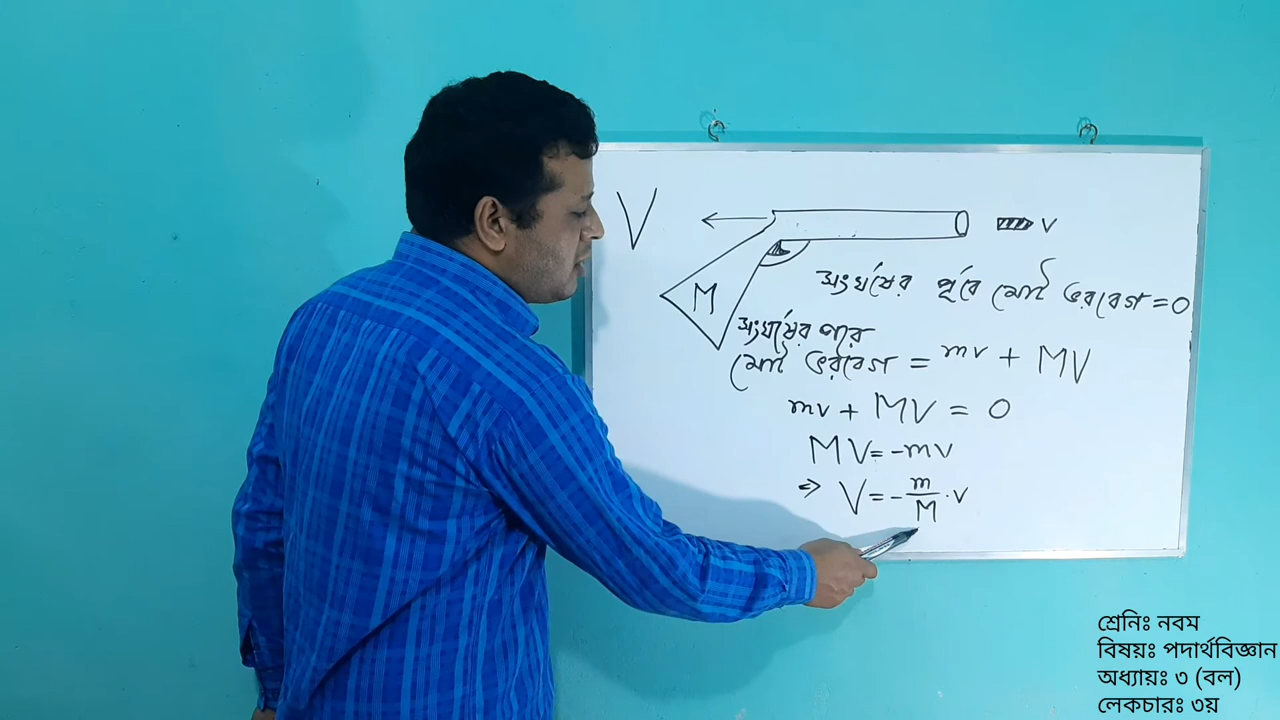 V
V
M
সংঘর্ষের পূর্বে মোট ভরবেগ = 0
সংঘর্ষের পরে
মোট ভরবেগ = mv + MV
mv + MV = 0
MV = -mv
⇒ V = - m/M · v
শ্রেনিঃ নবম
বিষয়ঃ পদার্থবিজ্ঞান
অধ্যায়ঃ ৩ (বল)
লেকচারঃ ৩য়